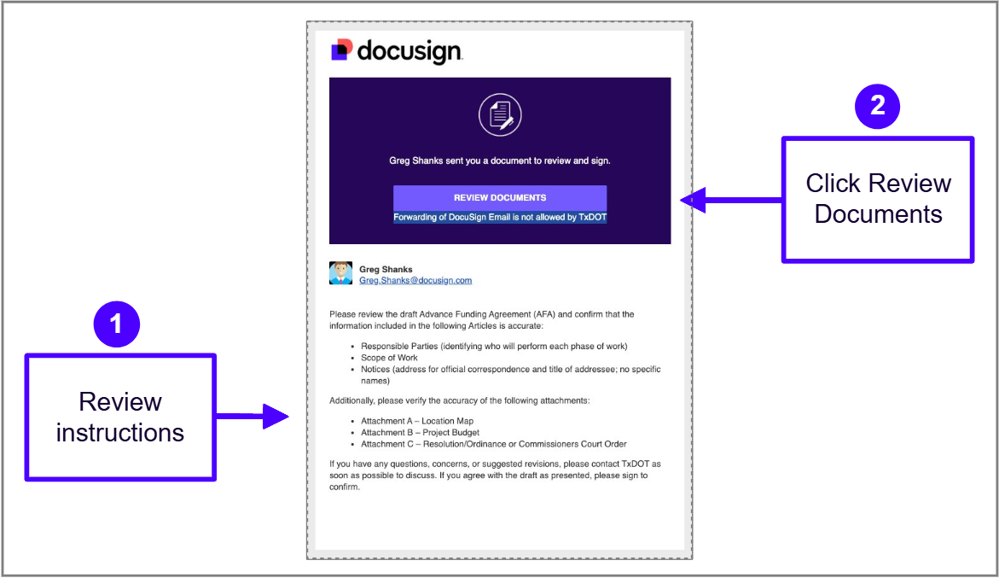 docusign
Greg Shanks sent you a document to review and sign.
REVIEW DOCUMENTS
Forwarding of DocuSign Email is not allowed by TxDOT
2
Click Review
Documents
Greg Shanks
Greg.Shanks@docusign.com
1
Review
instructions
Please review the draft Advance Funding Agreement (AFA) and confirm that the
information included in the following Articles is accurate:
• Responsible Parties (identifying who will perform each phase of work)
• Scope of Work
• Notices (address for official correspondence and title of addressee; no specific
names)
Additionally, please verify the accuracy of the following attachments:
• Attachment A – Location Map
• Attachment B – Project Budget
• Attachment C – Resolution/Ordinance or Commissioners Court Order
If you have any questions, concerns, or suggested revisions, please contact TxDOT as
soon as possible to discuss. If you agree with the draft as presented, please sign to
confirm.